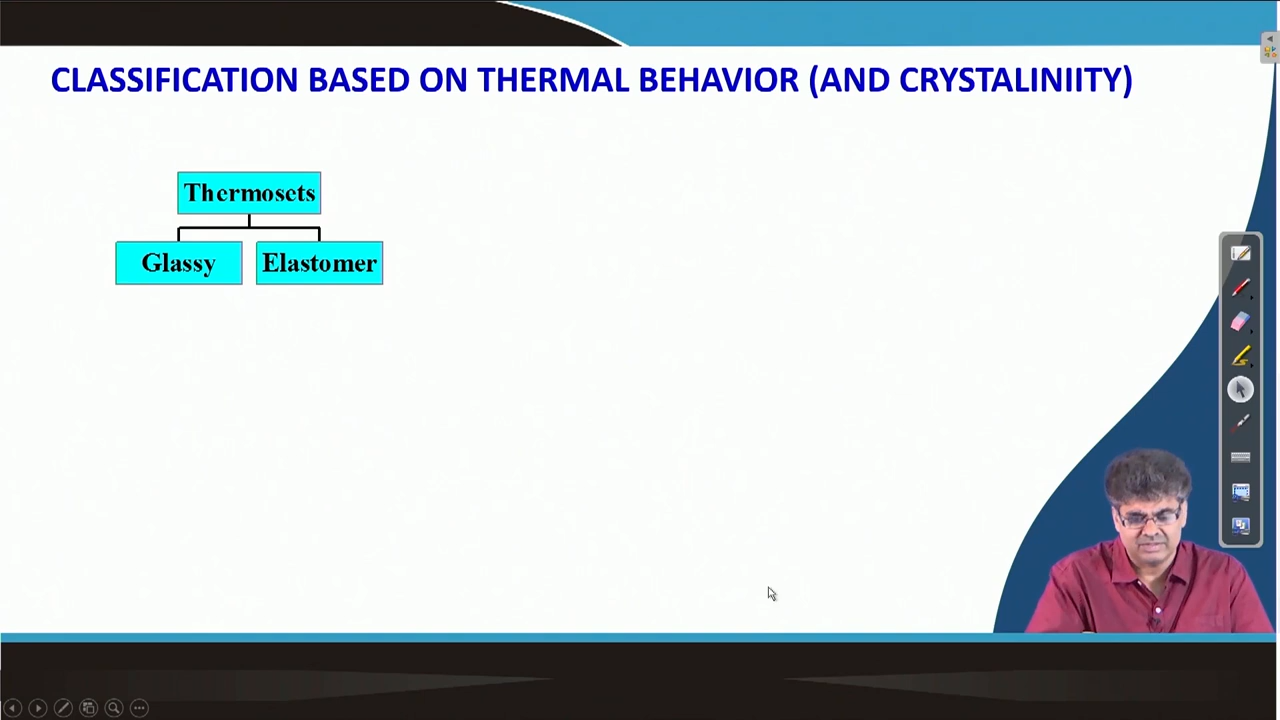 CLASSIFICATION BASED ON THERMAL BEHAVIOR (AND CRYSTALINIITY)
Thermosets
Glassy Elastomer